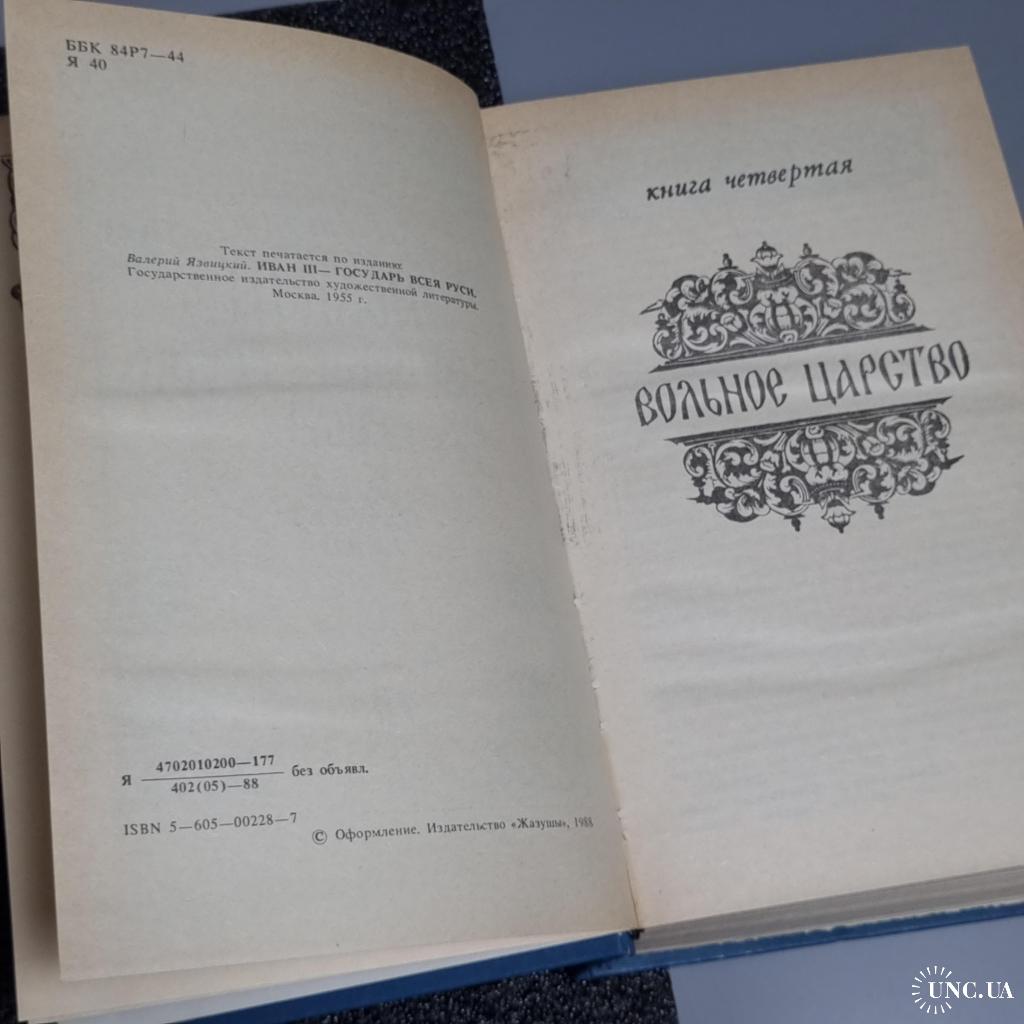 ББК 84Р7—44
Я 40
Текст печатается по изданию:
Валерий Язвицкий. ИВАН III— ГОСУДАРЬ ВСЕЯ РУСИ.
Государственное издательство художественной литературы.
Москва. 1955 г.
Я 4702010200—177 без объявл.
402(05)—88
ISBN 5—605—00228—7
© Оформление. Издательство «Жазушы», 1988
книга четвертая
ВОЛЬНОЕ ЦАРСТВО
UNC.UA